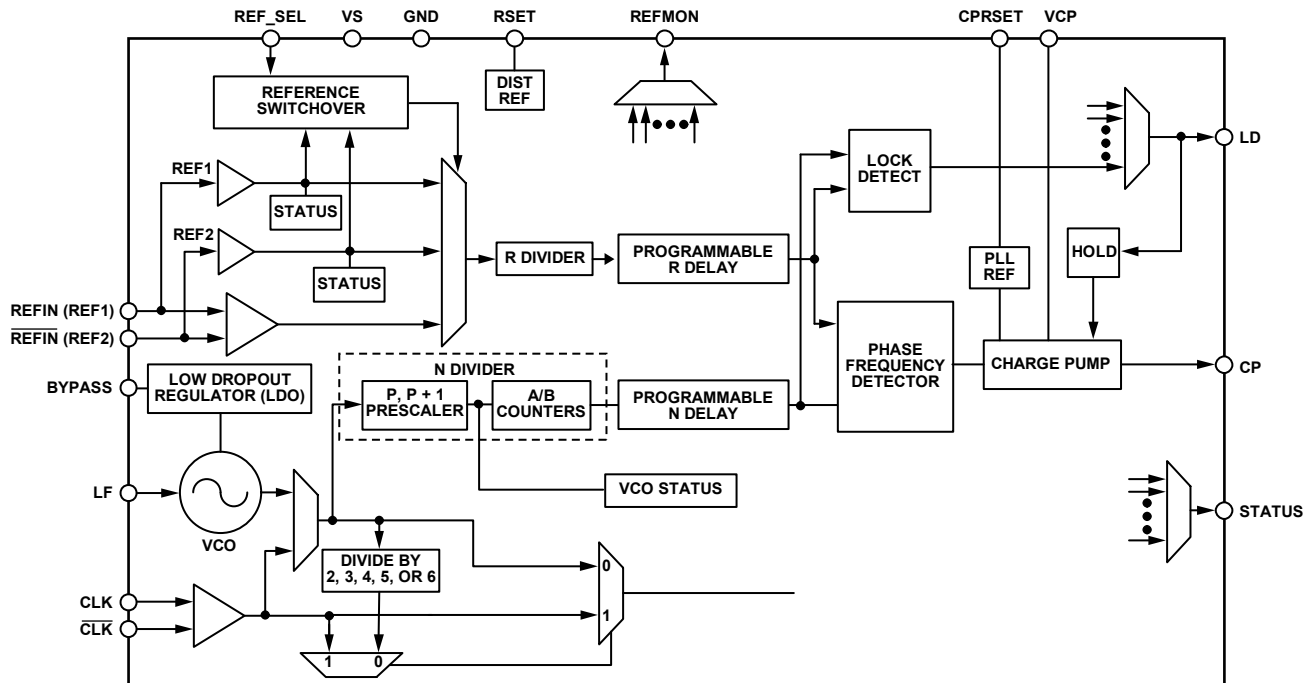 REF_SEL
VS
GND
RSET
REFMON
CPRSET
VCP
DIST
REF
REFERENCE
SWITCHOVER
REF1
STATUS
REF2
STATUS
LOCK
DETECT
LD
R DIVIDER
PROGRAMMABLE
R DELAY
PLL
REF
HOLD
REFIN (REF1)
REFIN (REF2)
BYPASS
LOW DROPOUT
REGULATOR (LDO)
N DIVIDER
P, P + 1
PRESCALER
A/B
COUNTERS
PROGRAMMABLE
N DELAY
PHASE
FREQUENCY
DETECTOR
CHARGE PUMP
CP
LF
VCO
VCO STATUS
STATUS
DIVIDE BY
2, 3, 4, 5, OR 6
0
1
CLK
CLK
1
0